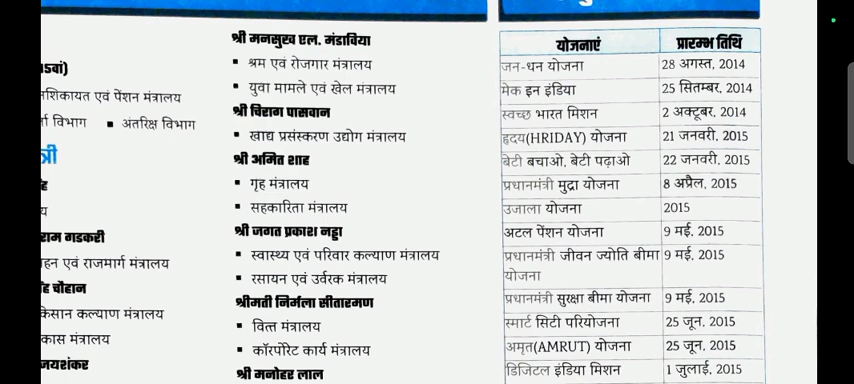 15वां)
नशिकायत एवं पेंशन मंत्रालय
विभाग ▪ अंतरिक्ष विभाग
त्री
राम गडकरी
हन एवं राजमार्ग मंत्रालय
चौहान
किसान कल्याण मंत्रालय
कास मंत्रालय
जयशंकर
श्री मनसुख एल. मंडाविया
▪ श्रम एवं रोजगार मंत्रालय
▪ युवा मामले एवं खेल मंत्रालय
श्री चिराग पासवान
▪ खाद्य प्रसंस्करण उद्योग मंत्रालय
श्री अमित शाह
▪ गृह मंत्रालय
▪ सहकारिता मंत्रालय
श्री जगत प्रकाश नड्डा
▪ स्वास्थ्य एवं परिवार कल्याण मंत्रालय
▪ रसायन एवं उर्वरक मंत्रालय
श्रीमती निर्मला सीतारमण
▪ वित्त मंत्रालय
▪ कॉरपोरेट कार्य मंत्रालय
श्री मनोहर लाल
योजनाएं प्रारम्भ तिथि
जन-धन योजना 28 अगस्त, 2014
मेक इन इंडिया 25 सितम्बर, 2014
स्वच्छ भारत मिशन 2 अक्टूबर, 2014
हृदय(HRIDAY) योजना 21 जनवरी, 2015
बेटी बचाओ, बेटी पढ़ाओ 22 जनवरी, 2015
प्रधानमंत्री मुद्रा योजना 8 अप्रैल, 2015
उजाला योजना 2015
अटल पेंशन योजना 9 मई, 2015
प्रधानमंत्री जीवन ज्योति बीमा 9 मई, 2015
योजना
प्रधानमंत्री सुरक्षा बीमा योजना 9 मई, 2015
स्मार्ट सिटी परियोजना 25 जून, 2015
अमृत(AMRUT) योजना 25 जून, 2015
डिजिटल इंडिया मिशन 1 जुलाई, 2015